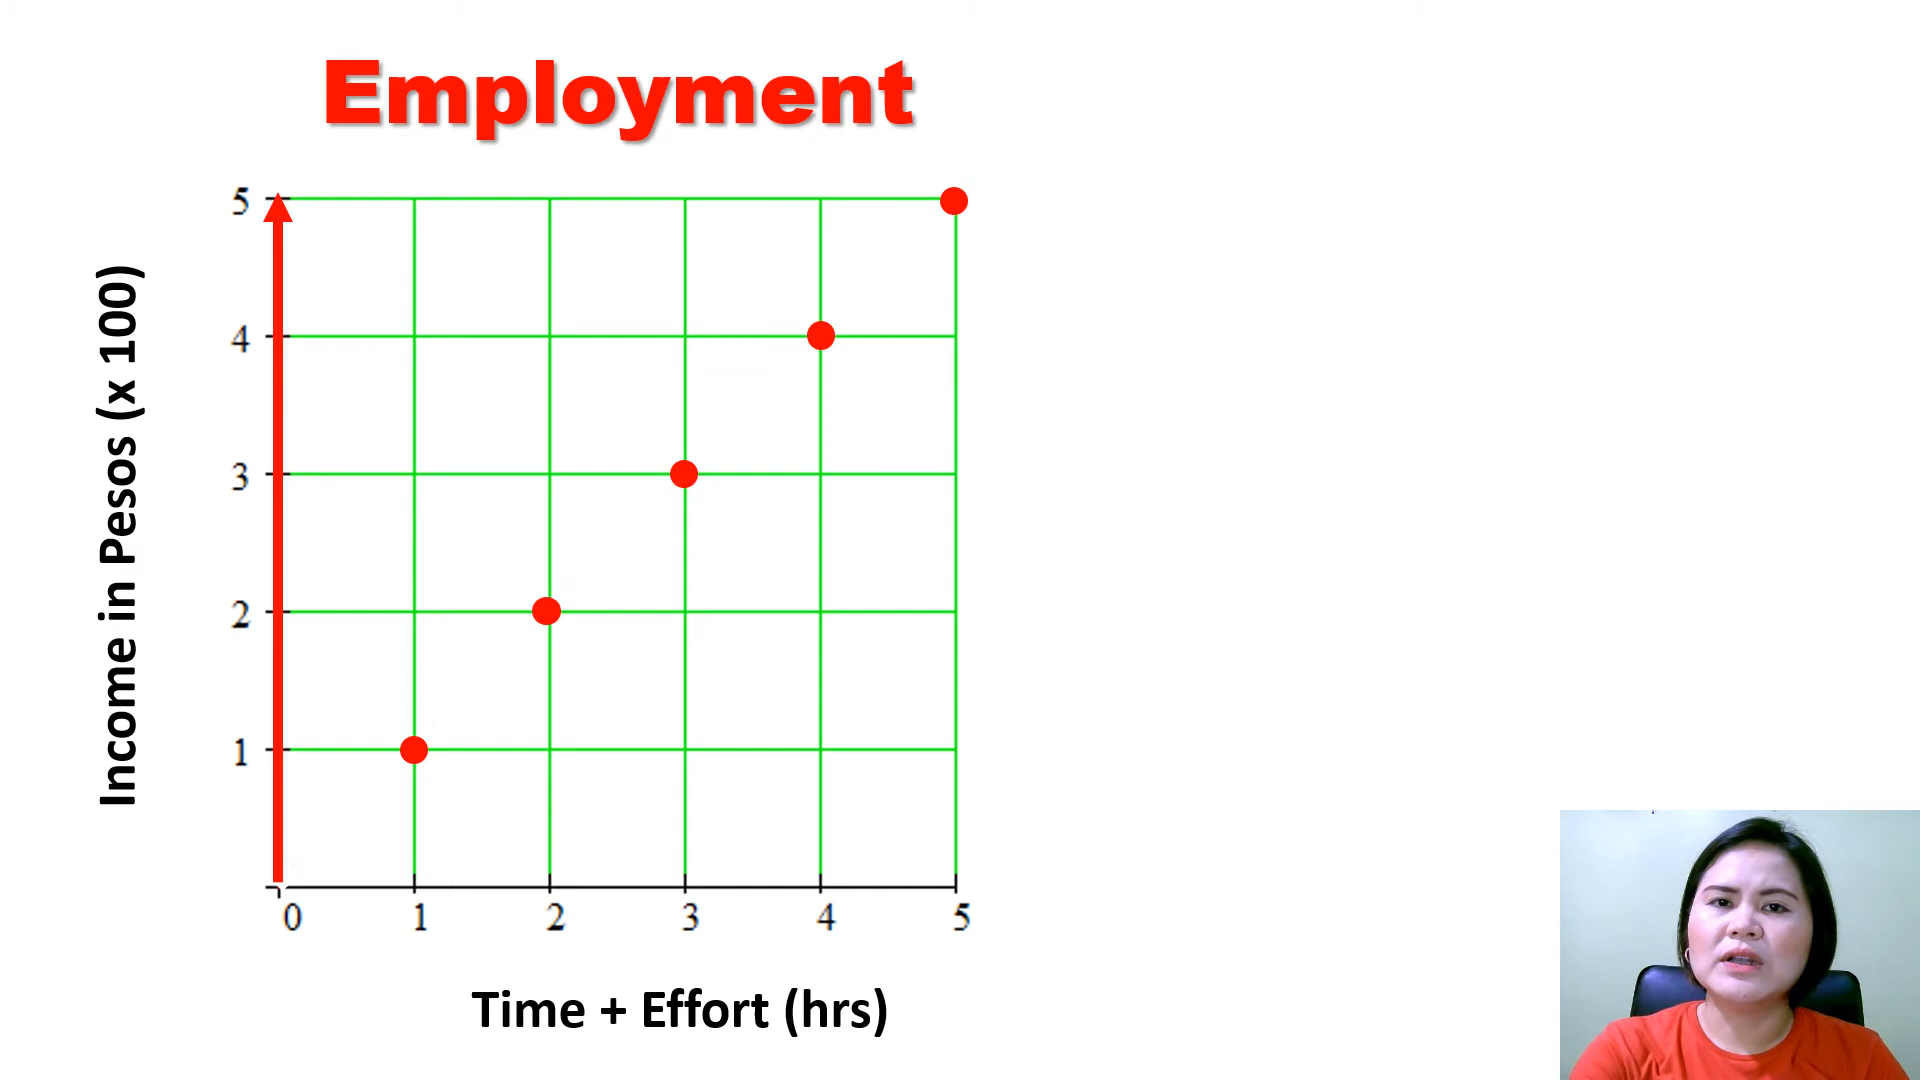 Employment
Income in Pesos (x 100)
5
4
3
2
1
0 1 2 3 4 5
Time + Effort (hrs)